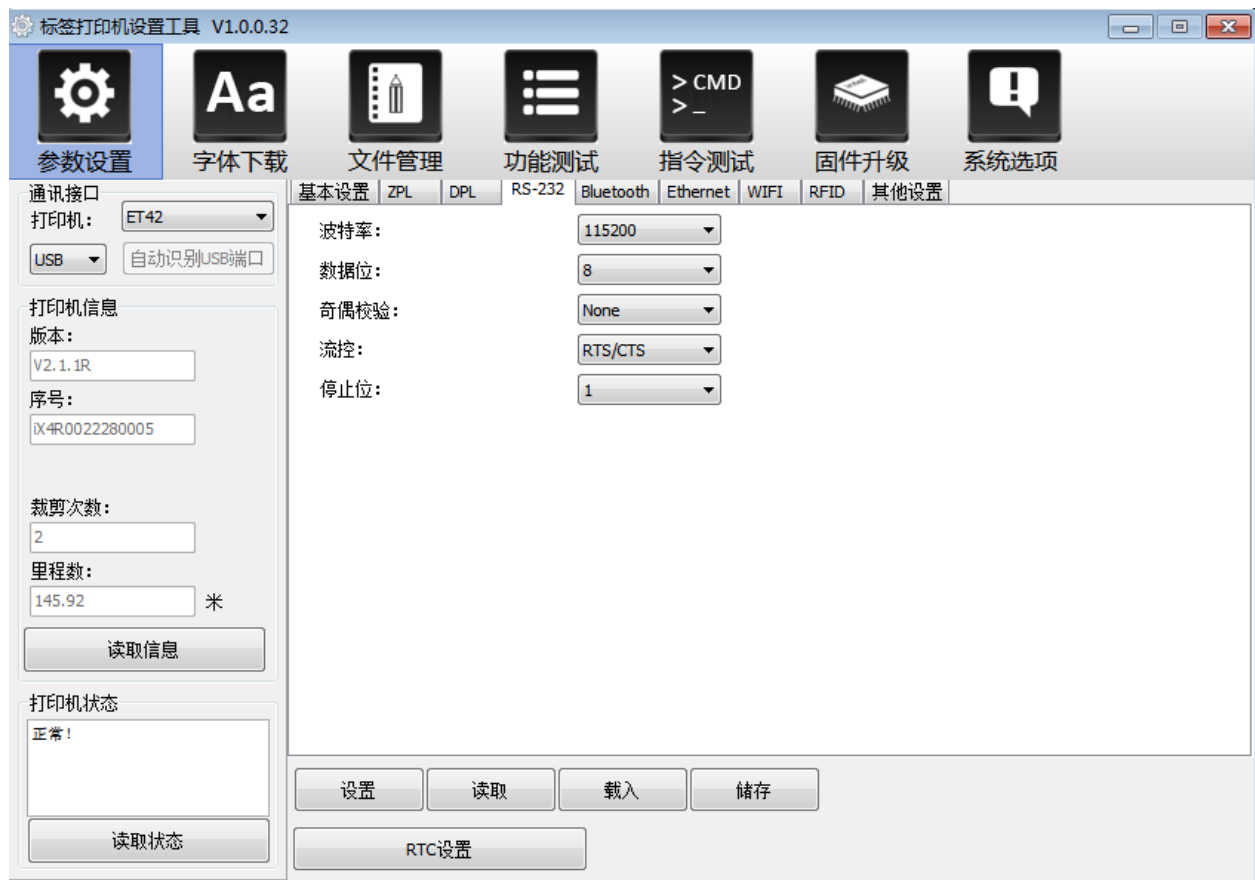 标签打印机设置工具 V1.0.0.32
Aa
> CMD
>_
参数设置 字体下载 文件管理 功能测试 指令测试 固件升级 系统选项
通讯接口
打印机： ET42
USB 自动识别USB端口
打印机信息
版本：
V2.1.1R
序号：
iX4R0022280005
裁剪次数：
2
里程数：
145.92 米
读取信息
打印机状态
正常!
读取状态
基本设置 ZPL DPL RS-232 Bluetooth Ethernet WIFI RFID 其他设置
波特率： 115200
数据位： 8
奇偶校验： None
流控： RTS/CTS
停止位： 1
设置 读取 载入 储存
RTC设置